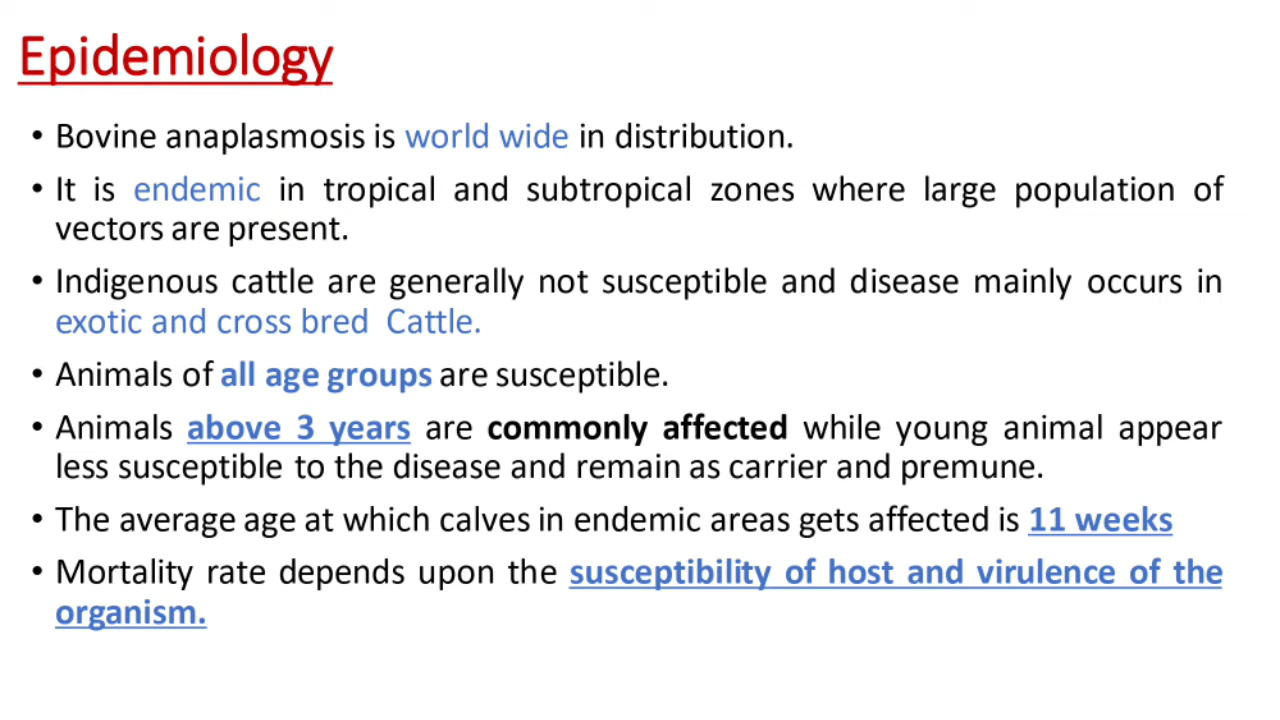 Epidemiology
• Bovine anaplasmosis is world wide in distribution.
• It is endemic in tropical and subtropical zones where large population of
vectors are present.
• Indigenous cattle are generally not susceptible and disease mainly occurs in
exotic and cross bred  Cattle.
• Animals of all age groups are susceptible.
• Animals above 3 years are commonly affected while young animal appear
less susceptible to the disease and remain as carrier and premune.
• The average age at which calves in endemic areas gets affected is 11 weeks
• Mortality rate depends upon the susceptibility of host and virulence of the
organism.